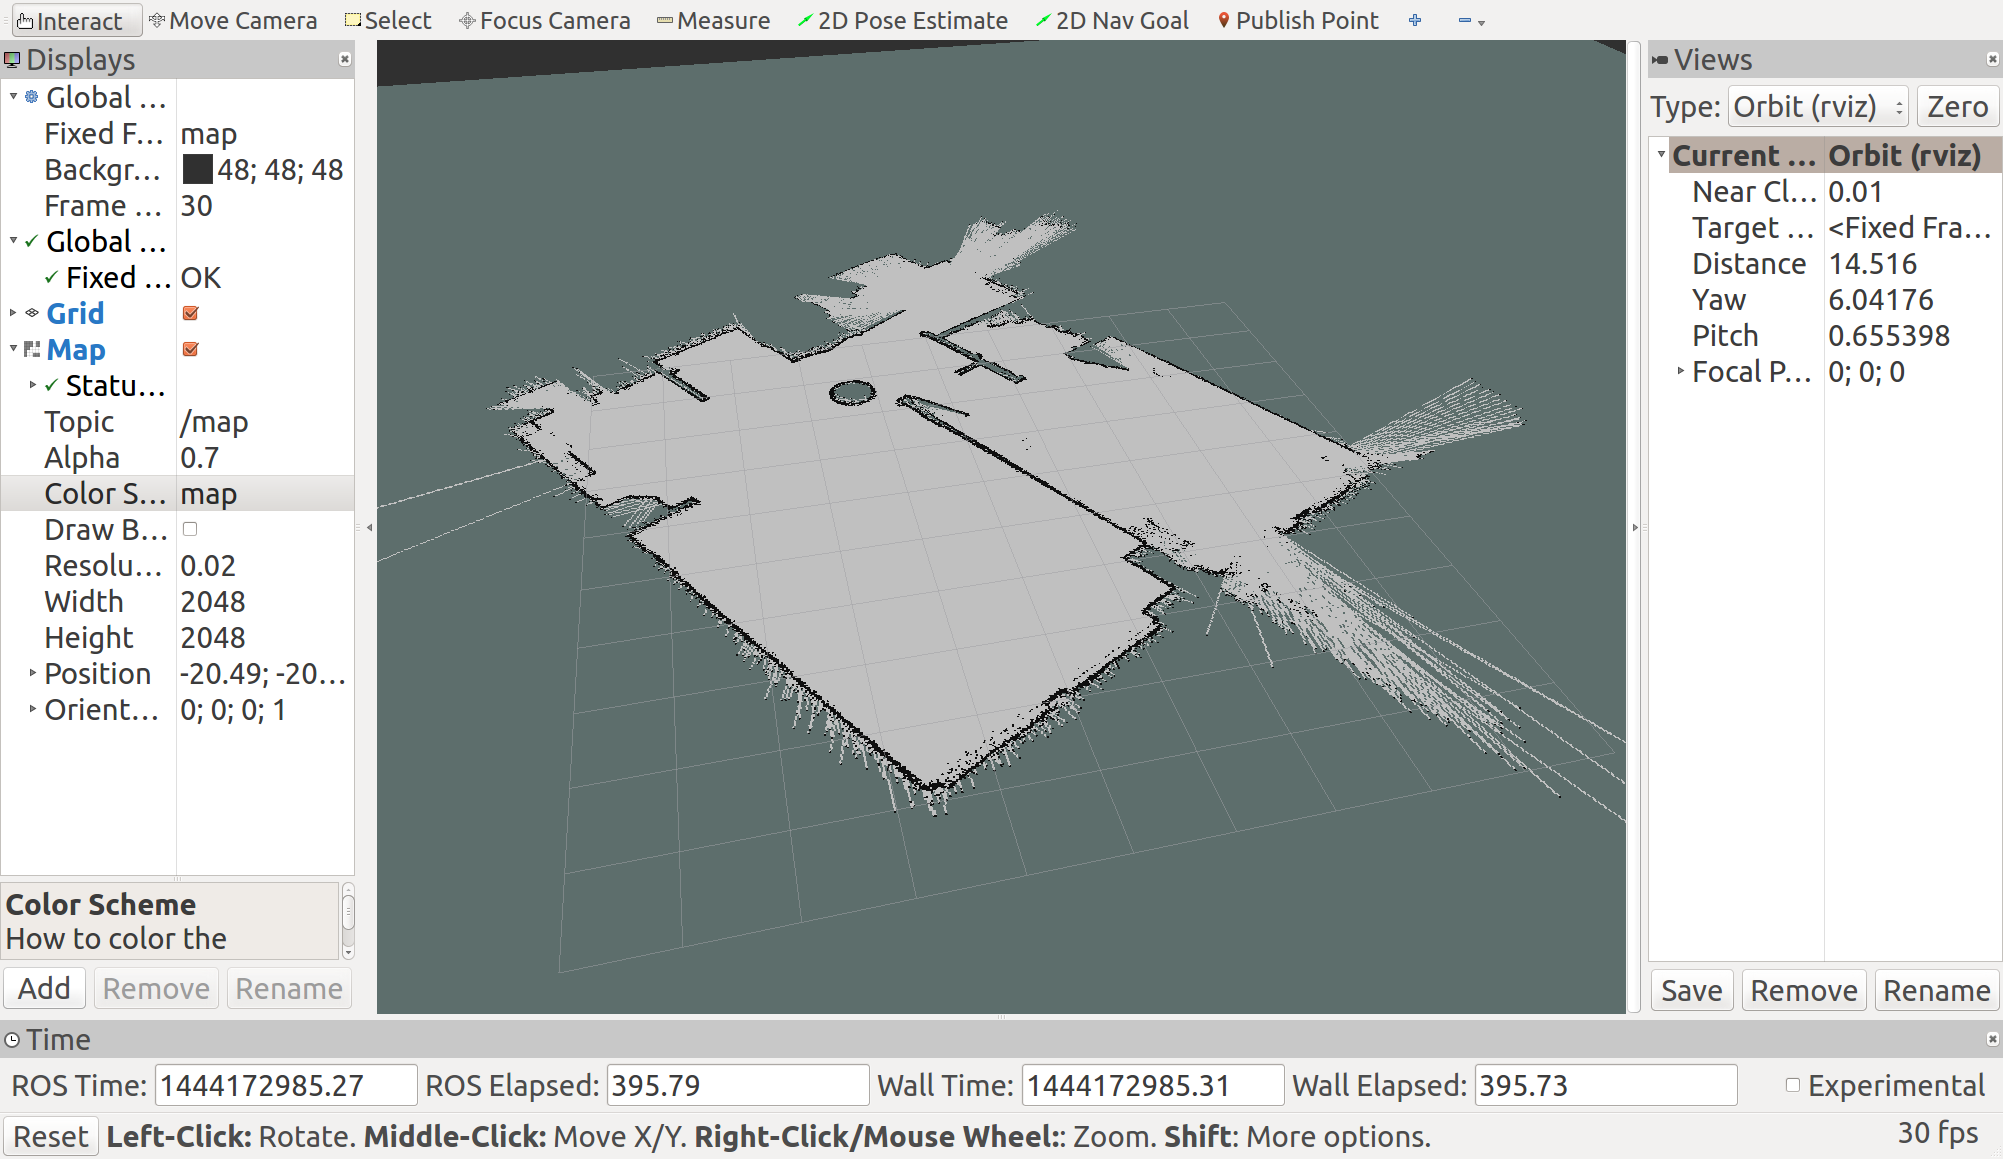 Interact Move Camera Select Focus Camera Measure 2D Pose Estimate 2D Nav Goal Publish Point
Displays
Global ...
Fixed F... map
Backgr... 48; 48; 48
Frame ... 30
Global ...
Fixed ... OK
Grid
Map
Statu...
Topic /map
Alpha 0.7
Color S... map
Draw B...
Resolu... 0.02
Width 2048
Height 2048
Position -20.49; -20...
Orient... 0; 0; 0; 1
Color Scheme
How to color the
Add Remove Rename
Views
Type: Orbit (rviz) Zero
Current ... Orbit (rviz)
Near Cl... 0.01
Target ... <Fixed Fra...
Distance 14.516
Yaw 6.04176
Pitch 0.655398
Focal P... 0; 0; 0
Save Remove Rename
Time
ROS Time: 1444172985.27 ROS Elapsed: 395.79 Wall Time: 1444172985.31 Wall Elapsed: 395.73 Experimental
Reset Left-Click: Rotate. Middle-Click: Move X/Y. Right-Click/Mouse Wheel:: Zoom. Shift: More options. 30 fps